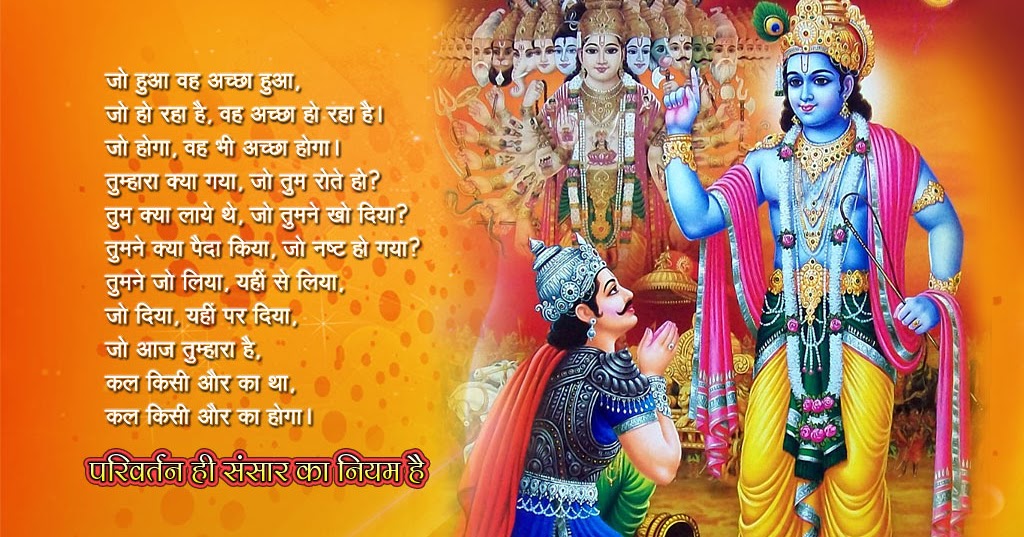 जो हुआ वह अच्छा हुआ,
जो हो रहा है, वह अच्छा हो रहा है।
जो होगा, वह भी अच्छा होगा।
तुम्हारा क्या गया, जो तुम रोते हो?
तुम क्या लाये थे, जो तुमने खो दिया?
तुमने क्या पैदा किया, जो नष्ट हो गया?
तुमने जो लिया, यहीं से लिया,
जो दिया, यहीं पर दिया,
जो आज तुम्हारा है,
कल किसी और का था,
कल किसी और का होगा।
परिवर्तन ही संसार का नियम है